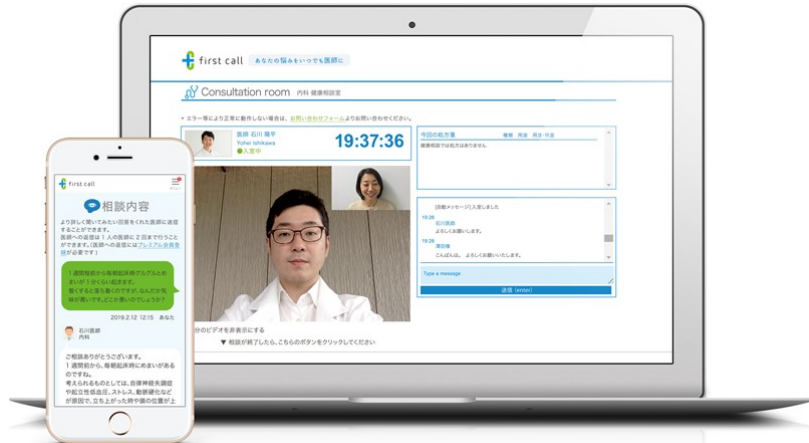 first call
あなたの悩みをいつでも医師に
Consultation room 内科 健康相談室
• エラー等により正常に動作しない場合は、お問い合わせフォームよりお問い合わせください。
医師 石川 陽平
Yohei Ishikawa
●入室中
19:37:36
今回の処方薬
種類 用途 用法・用量
健康相談では処方はありません
[自動メッセージ] 入室しました
19:26
石川医師
よろしくお願いします。
19:26
こんばんは。 よろしくお願いいたします。
Type a message
送信 (enter)
分のビデオを非表示にする
▼ 相談が終了したら、こちらのボタンをクリックしてください
first call
相談内容
より詳しく聞いてみたい回答をくれた医師に返信
することができます。
医師への返信は 1 人の医師に 2 回まで行うこと
ができます。(医師への返信にはプレミアム会員登
録が必要です)
1 週間程前から毎朝起床時グルグルとめ
まいが 1 分くらい起きます。
暫くすると落ち着くのですが、なんだか気
味が悪いです。どこか悪いのでしょうか?
2019.2.12 12:15 あなた
石川医師
内科
ご相談ありがとうございます。
1 週間前から、毎朝起床時にめまいがある
のですね。
考えられるものとしては、自律神経失調症
や起立性低血圧、ストレス、動脈硬化など
が原因で、立ち上がった時や頭の位置が上